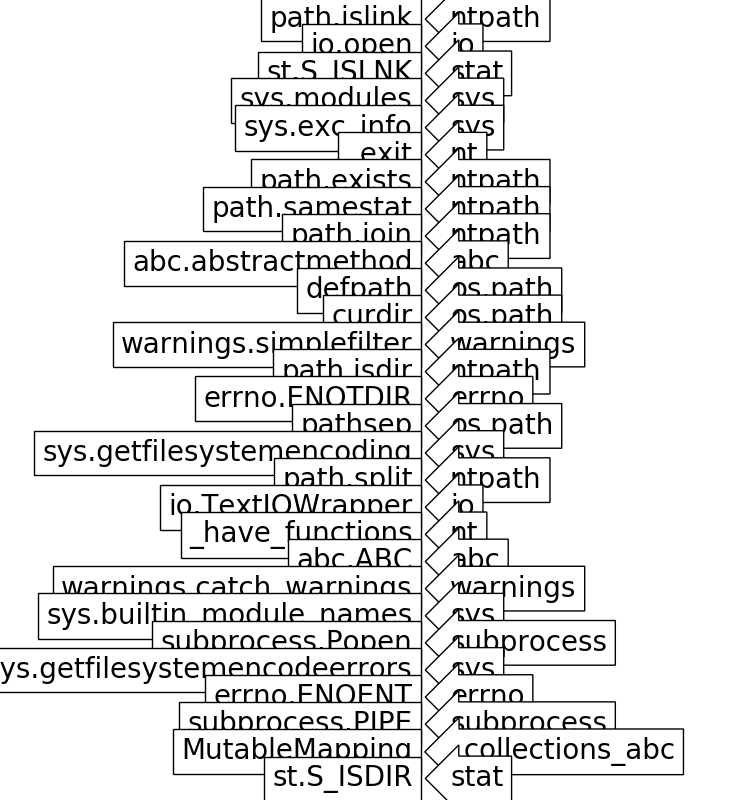 path.islink ntpath
io.open io
st.S_ISLNK stat
sys.modules sys
sys.exc_info sys
exit nt
path.exists ntpath
path.samestat ntpath
path.join ntpath
abc.abstractmethod abc
defpath os.path
curdir os.path
warnings.simplefilter warnings
path.isdir ntpath
errno.ENOTDIR errno
pathsep os.path
sys.getfilesystemencoding sys
path.split ntpath
io.TextIOWrapper io
_have_functions nt
abc.ABC abc
warnings.catch_warnings warnings
sys.builtin_module_names sys
subprocess.Popen subprocess
ys.getfilesystemencodeerrors sys
errno.ENOENT errno
subprocess.PIPE subprocess
MutableMapping collections_abc
st.S_ISDIR stat